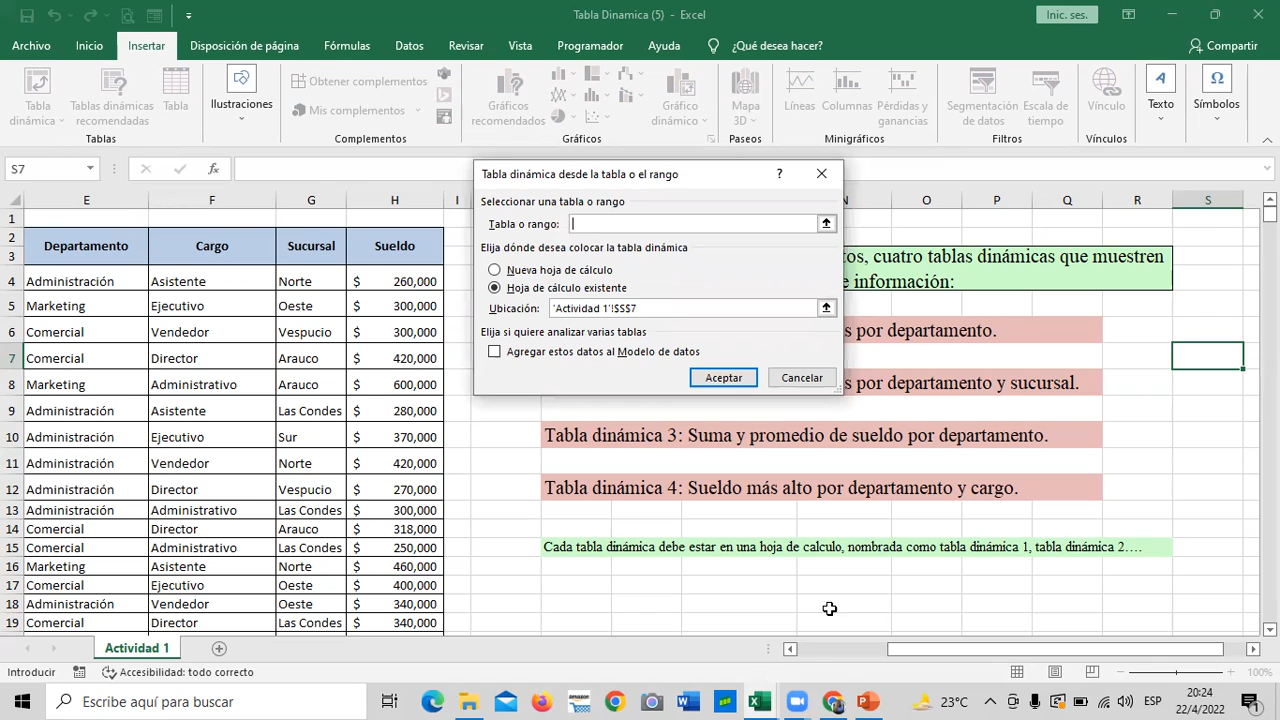 Tabla Dinamica (5) - Excel
Inic. ses.
Archivo Inicio Insertar Disposición de página Fórmulas Datos Revisar Vista Programador Ayuda ¿Qué desea hacer? Compartir
Tabla dinámica
Tablas dinámicas recomendadas
Tabla
Tablas
Ilustraciones
Obtener complementos
Mis complementos
Complementos
Gráficos recomendados
Gráfico dinámico
Gráficos
Mapa 3D
Paseos
Líneas
Columnas
Pérdidas y ganancias
Minigráficos
Segmentación de datos
Escala de tiempo
Filtros
Vínculo
Vínculos
Texto
Símbolos
S7
fx
Tabla dinámica desde la tabla o el rango
?
Seleccionar una tabla o rango
Tabla o rango:
Elija dónde desea colocar la tabla dinámica
Nueva hoja de cálculo
Hoja de cálculo existente
Ubicación: 'Actividad 1'!$S$7
Elija si quiere analizar varias tablas
Agregar estos datos al Modelo de datos
Aceptar Cancelar
E F G H I N O P Q R S
1
2
3
Departamento Cargo Sucursal Sueldo
4 Administración Asistente Norte $ 260,000
5 Marketing Ejecutivo Oeste $ 300,000
6 Comercial Vendedor Vespucio $ 300,000
7 Comercial Director Arauco $ 420,000
8 Marketing Administrativo Arauco $ 600,000
9 Administración Asistente Las Condes $ 280,000
10 Administración Ejecutivo Sur $ 370,000
11 Administración Vendedor Norte $ 420,000
12 Administración Director Vespucio $ 270,000
13 Administración Administrativo Las Condes $ 300,000
14 Comercial Director Arauco $ 318,000
15 Comercial Administrativo Las Condes $ 250,000
16 Marketing Asistente Norte $ 460,000
17 Comercial Ejecutivo Oeste $ 400,000
18 Administración Vendedor Oeste $ 340,000
19 Comercial Director Las Condes $ 340,000
tos, cuatro tablas dinámicas que muestren
e información:
s por departamento.
s por departamento y sucursal.
Tabla dinámica 3: Suma y promedio de sueldo por departamento.
Tabla dinámica 4: Sueldo más alto por departamento y cargo.
Cada tabla dinámica debe estar en una hoja de calculo, nombrada como tabla dinámica 1, tabla dinámica 2….
Actividad 1
Introducir
Accesibilidad: todo correcto
100%
Escribe aquí para buscar
23°C
ESP
20:24
22/4/2022
1